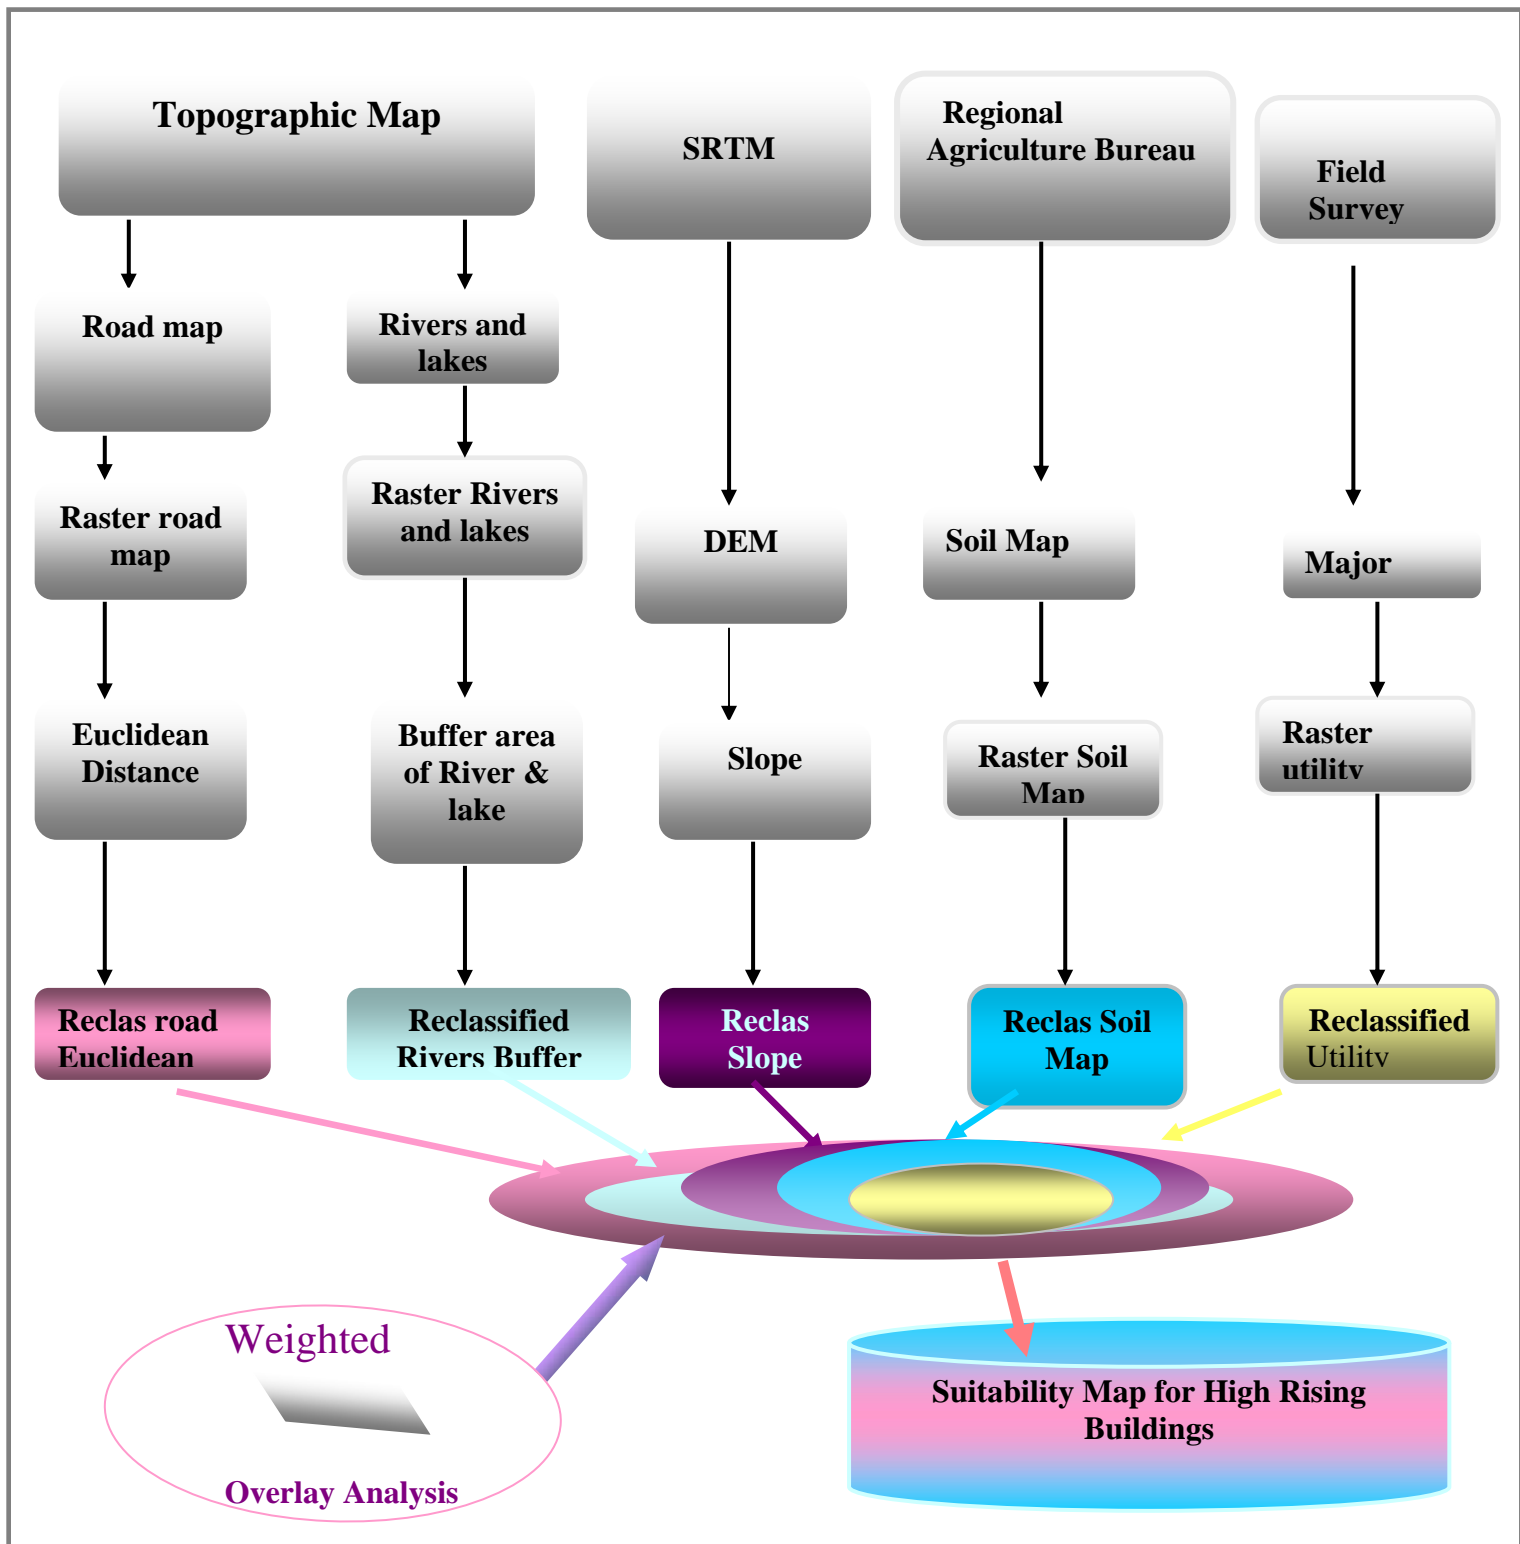 Topographic Map
SRTM
Regional
Agriculture Bureau
Field
Survey
Road map
Rivers and
lakes
Raster road
map
Raster Rivers
and lakes
DEM
Soil Map
Major
Euclidean
Distance
Buffer area
of River &
lake
Slope
Raster Soil
Map
Raster
utility
Reclas road
Euclidean
Reclassified
Rivers Buffer
Reclas
Slope
Reclas Soil
Map
Reclassified
Utility
Weighted
Overlay Analysis
Suitability Map for High Rising
Buildings